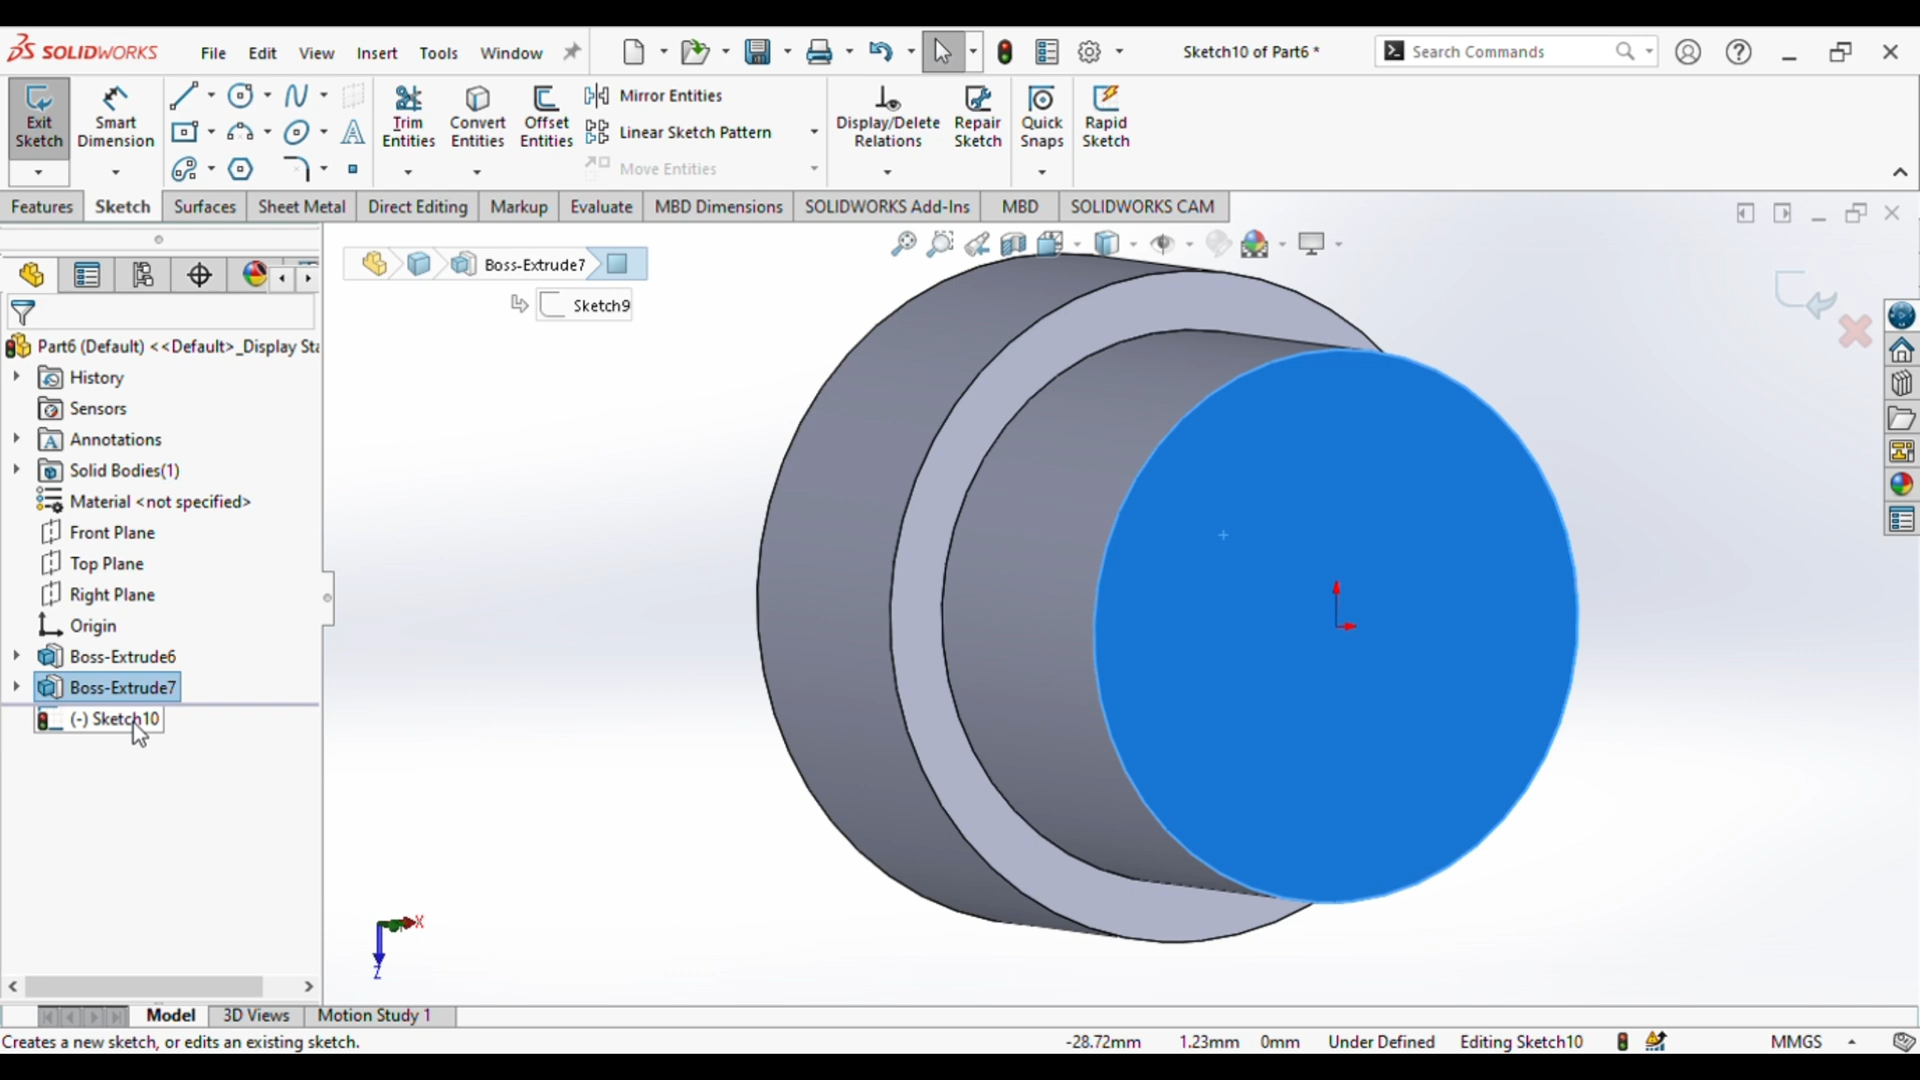 SOLIDWORKS File Edit View Insert Tools Window Sketch10 of Part6 * Search Commands
Exit Sketch
Smart Dimension
Trim Entities
Convert Entities
Offset Entities
Mirror Entities
Linear Sketch Pattern
Move Entities
Display/Delete Relations
Repair Sketch
Quick Snaps
Rapid Sketch
Features Sketch Surfaces Sheet Metal Direct Editing Markup Evaluate MBD Dimensions SOLIDWORKS Add-Ins MBD SOLIDWORKS CAM
Boss-Extrude7
Sketch9
Part6 (Default) <<Default>_Display Sta
History
Sensors
Annotations
Solid Bodies(1)
Material <not specified>
Front Plane
Top Plane
Right Plane
Origin
Boss-Extrude6
Boss-Extrude7
(-) Sketch10
X
Z
Model 3D Views Motion Study 1
Creates a new sketch, or edits an existing sketch. -28.72mm 1.23mm 0mm Under Defined Editing Sketch10 MMGS